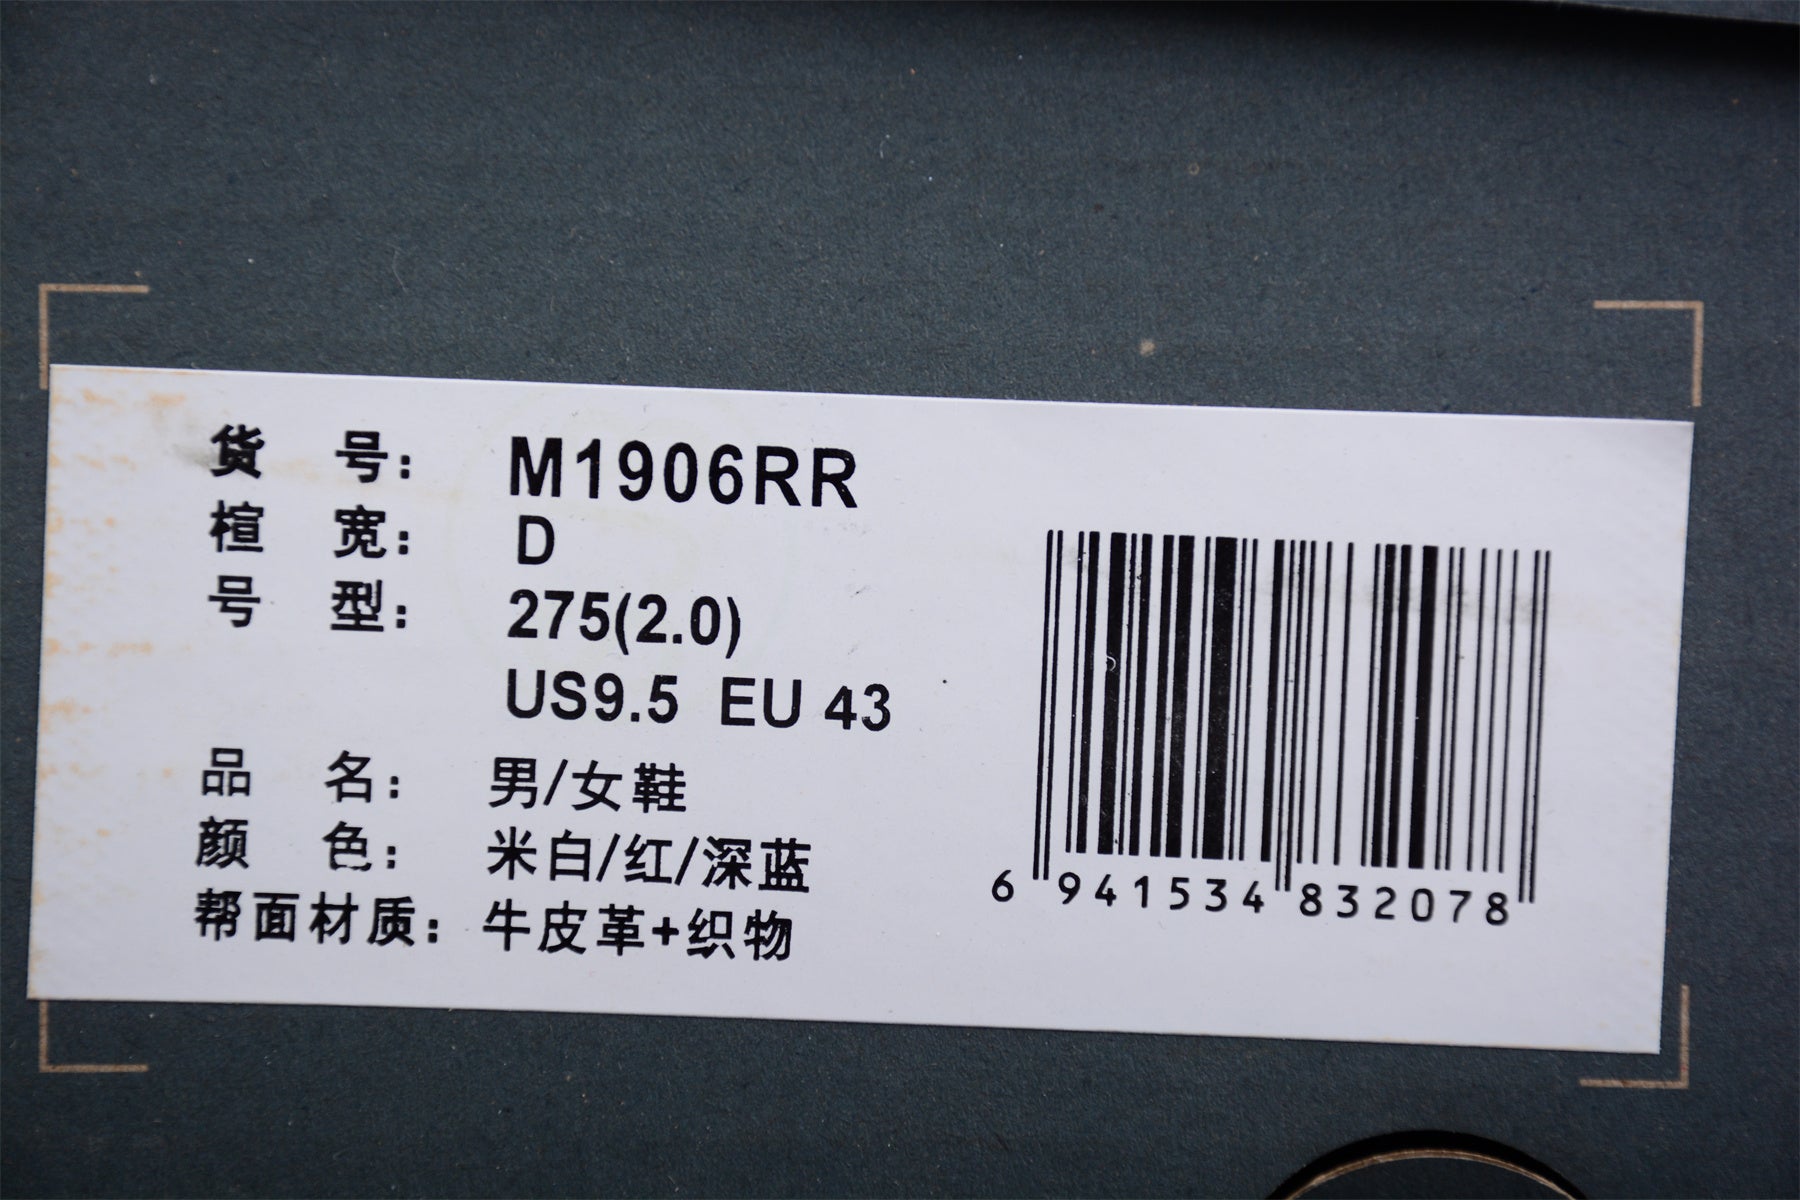 货 号: M1906RR
楦 宽: D
号 型: 275(2.0)
US9.5 EU 43
品 名: 男/女鞋
颜 色: 米白/红/深蓝
帮面材质: 牛皮革+织物
6 941534 832078